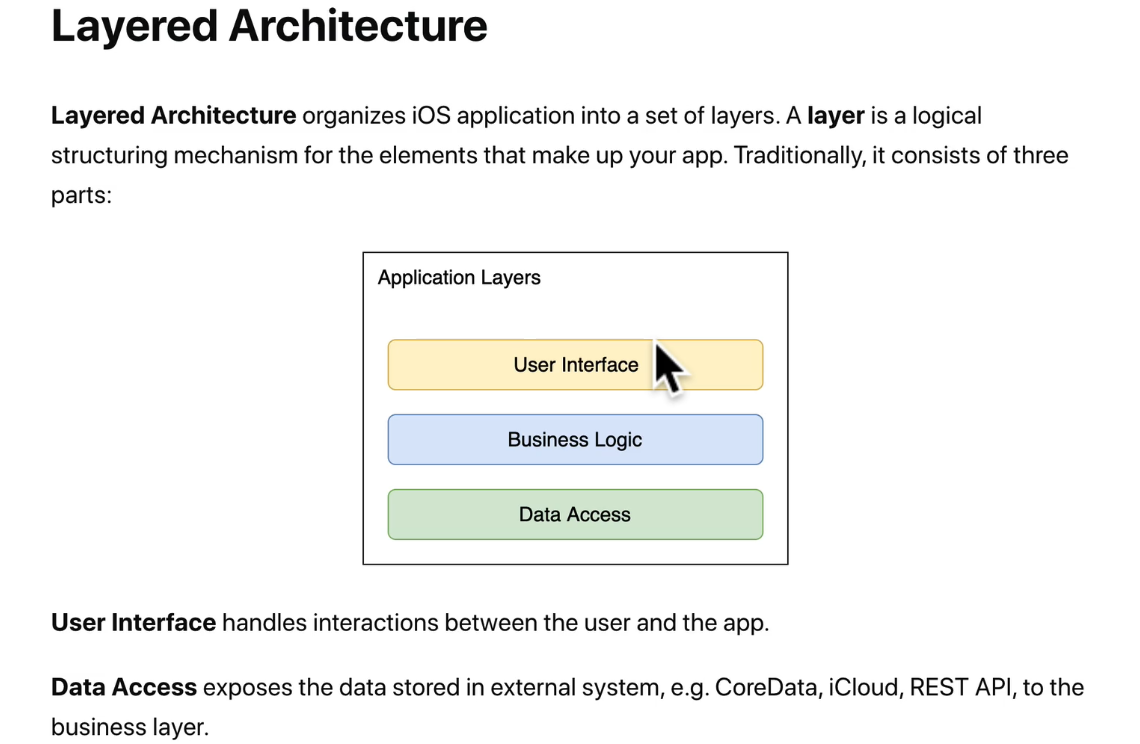 Layered Architecture
Layered Architecture organizes iOS application into a set of layers. A layer is a logical
structuring mechanism for the elements that make up your app. Traditionally, it consists of three
parts:
Application Layers
User Interface
Business Logic
Data Access
User Interface handles interactions between the user and the app.
Data Access exposes the data stored in external system, e.g. CoreData, iCloud, REST API, to the
business layer.